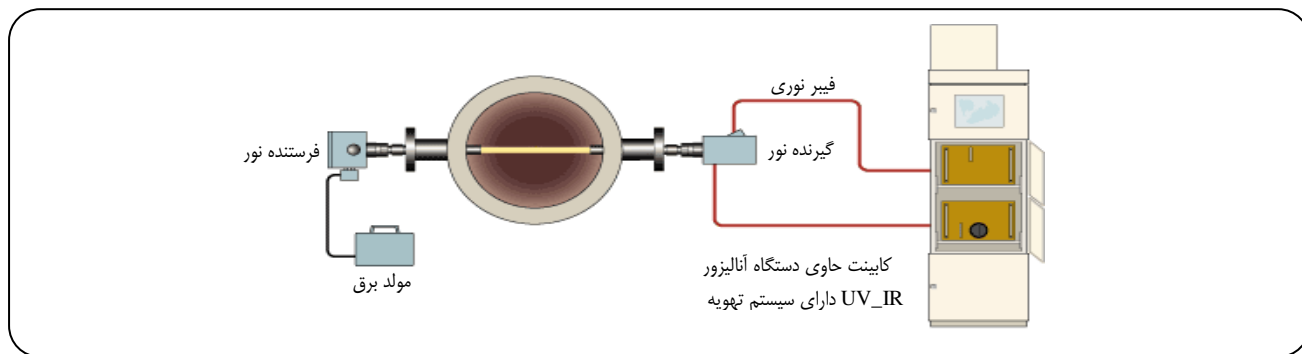 فیبر نوری
فرستنده نور
گیرنده نور
مولد برق
کابینت حاوی دستگاه آنالیزور
UV_IR دارای سیستم تهویه